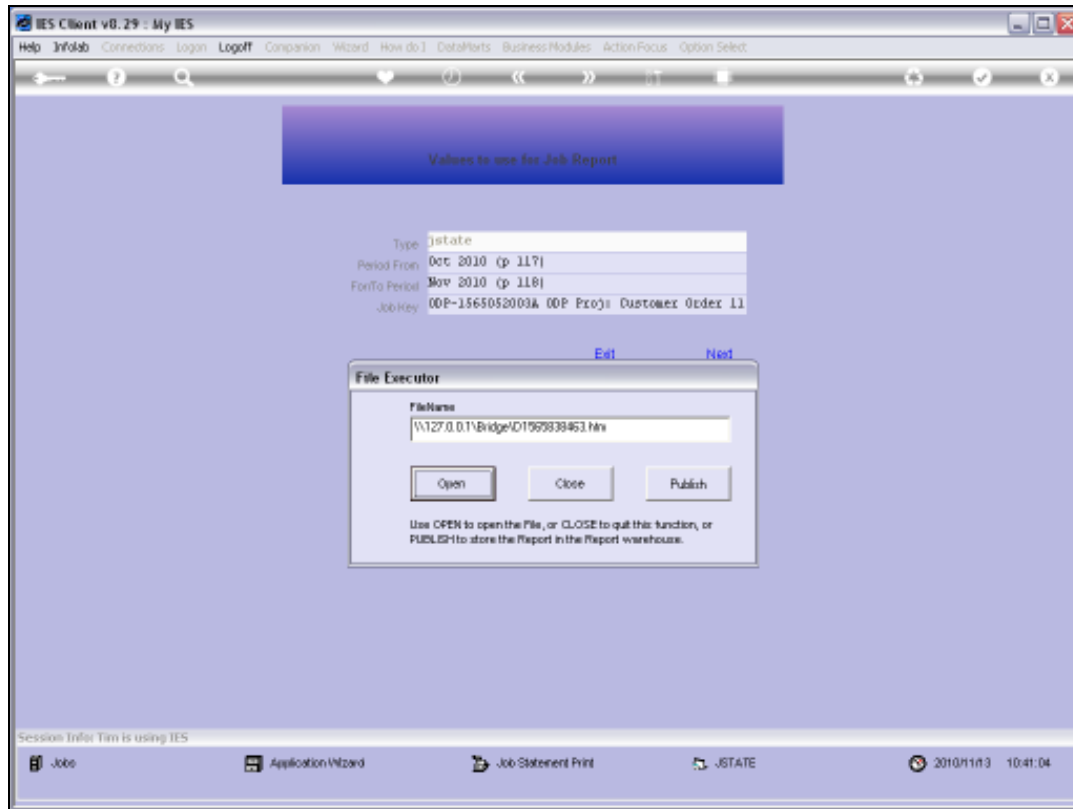 IES Client v8.29 : My IES
Help Infolab Connections Logon Logoff Companion Wizard How do I DataMarts Business Modules Action Focus Option Select
Values to use for Job Report
Type jstate
Period From Oct 2010 (p 117)
For/To Period Nov 2010 (p 118)
Job Key ODP-1565052003A ODP Proj: Customer Order 11
Exit Next
File Executor
FileName
\\127.0.0.1\Bridge\D1565838463.htm
Open Close Publish
Use OPEN to open the File, or CLOSE to quit this function, or
PUBLISH to store the Report in the Report warehouse.
Session Info: Tim is using IES
Jobs Application Wizard Job Statement Print JSTATE 2010/11/13 10:41:04